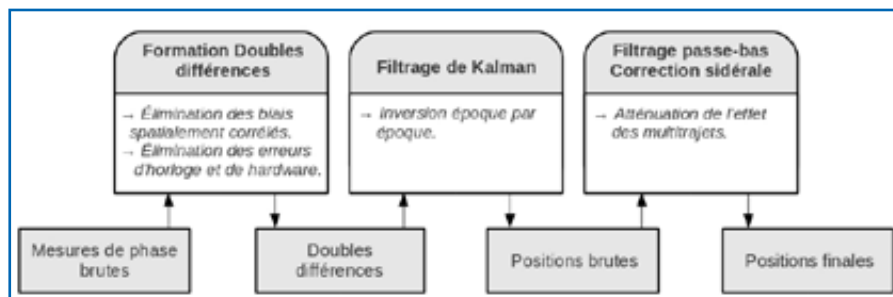 Formation Doubles
différences
→ Élimination des biais
spatialement corrélés.
→ Élimination des erreurs
d'horloge et de hardware.
Filtrage de Kalman
→ Inversion époque par
époque.
Filtrage passe-bas
Correction sidérale
→ Atténuation de l'effet
des multitrajets.
Mesures de phase
brutes
Doubles
différences
Positions brutes
Positions finales